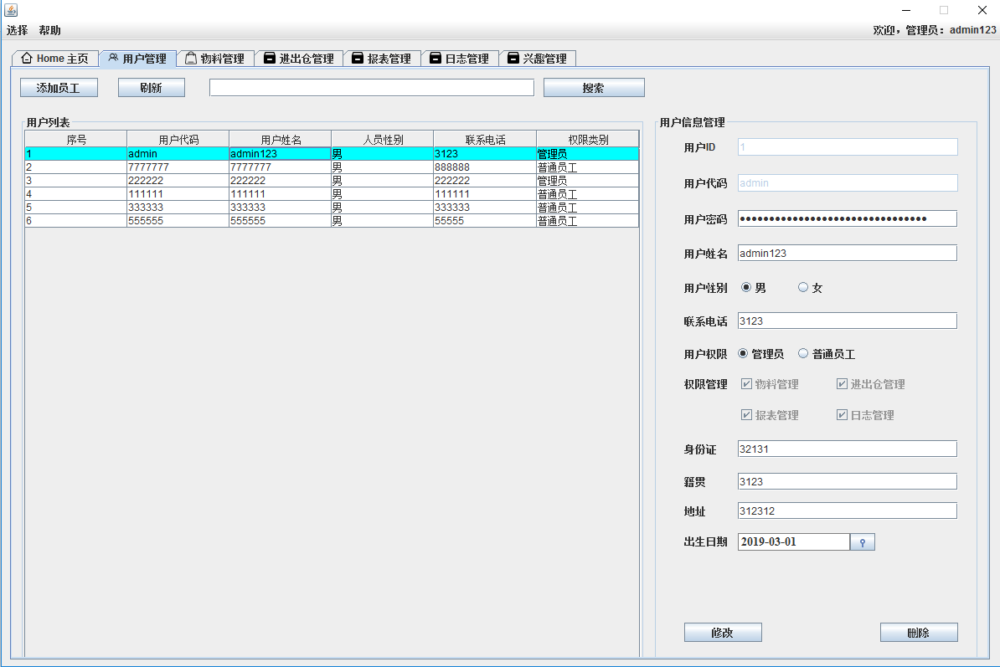 选择 帮助 欢迎，管理员：admin123
Home 主页 用户管理 物料管理 进出仓管理 报表管理 日志管理 兴趣管理
添加员工 刷新 搜索
用户列表
序号 用户代码 用户姓名 人员性别 联系电话 权限类别
1 admin admin123 男 3123 管理员
2 7777777 7777777 男 888888 普通员工
3 222222 222222 男 222222 管理员
4 111111 111111 男 111111 普通员工
5 333333 333333 男 333333 普通员工
6 555555 555555 男 55555 普通员工
用户信息管理
用户ID 1
用户代码 admin
用户密码 ●●●●●●●●●●●●●●●●●●●●●●●●●●●●●●●●
用户姓名 admin123
用户性别 男 女
联系电话 3123
用户权限 管理员 普通员工
权限管理 物料管理 进出仓管理
报表管理 日志管理
身份证 32131
籍贯 3123
地址 312312
出生日期 2019-03-01
修改 删除